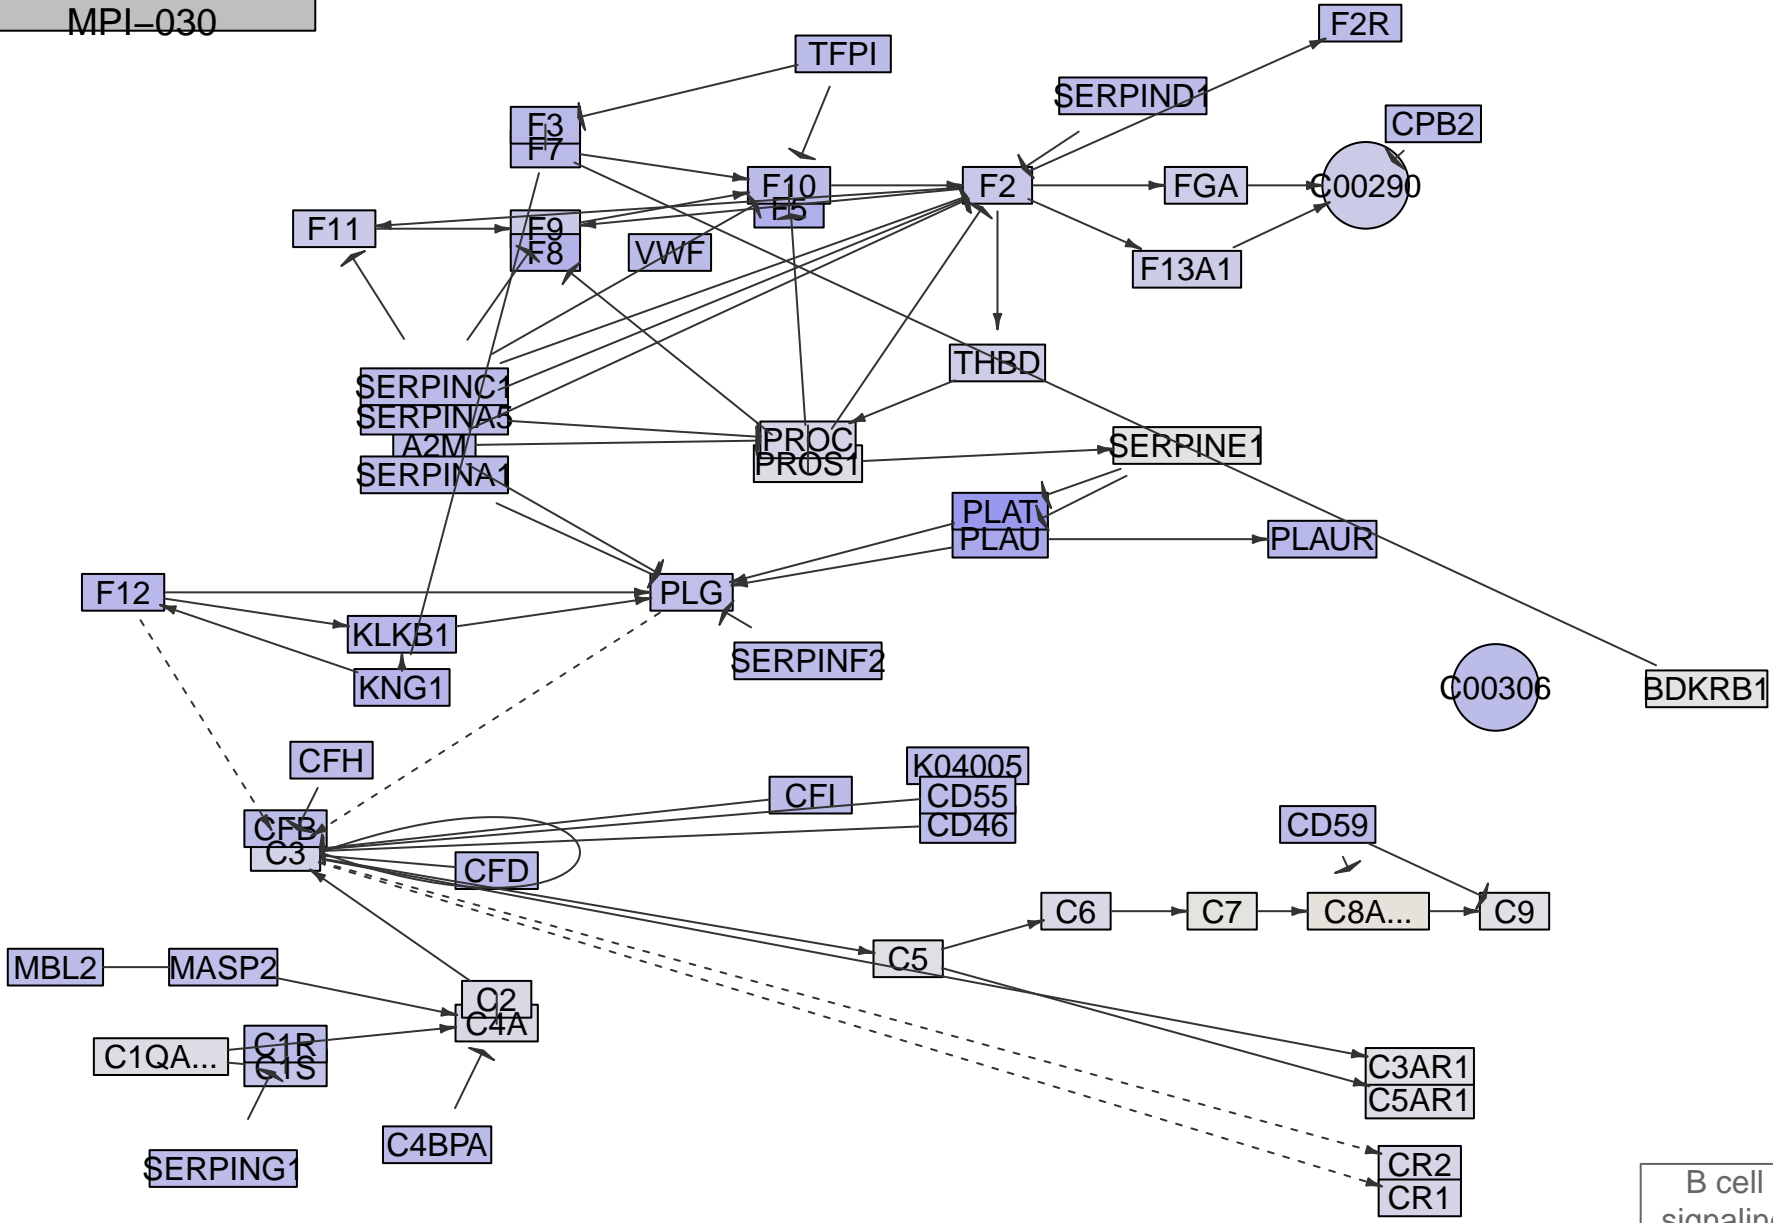 MPI−030
F2R
TFPI
SERPIND1
CPB2
F3
F7
F10
F5
F2
FGA
C00290
F11
F9
F8
VWF
F13A1
SERPINC1
SERPINA5
A2M
SERPINA1
THBD
PROC
PROS1
SERPINE1
PLAT
PLAU
PLAUR
F12
PLG
KLKB1
KNG1
SERPINF2
C00306
BDKRB1
CFH
CFI
K04005
CD55
CD46
CFB
C3
CFD
CD59
C6
C7
C8A...
C9
C5
MBL2
MASP2
C2
C4A
C1QA...
C1R
C1S
C3AR1
C5AR1
SERPING1
C4BPA
CR2
CR1
B cell
signaling